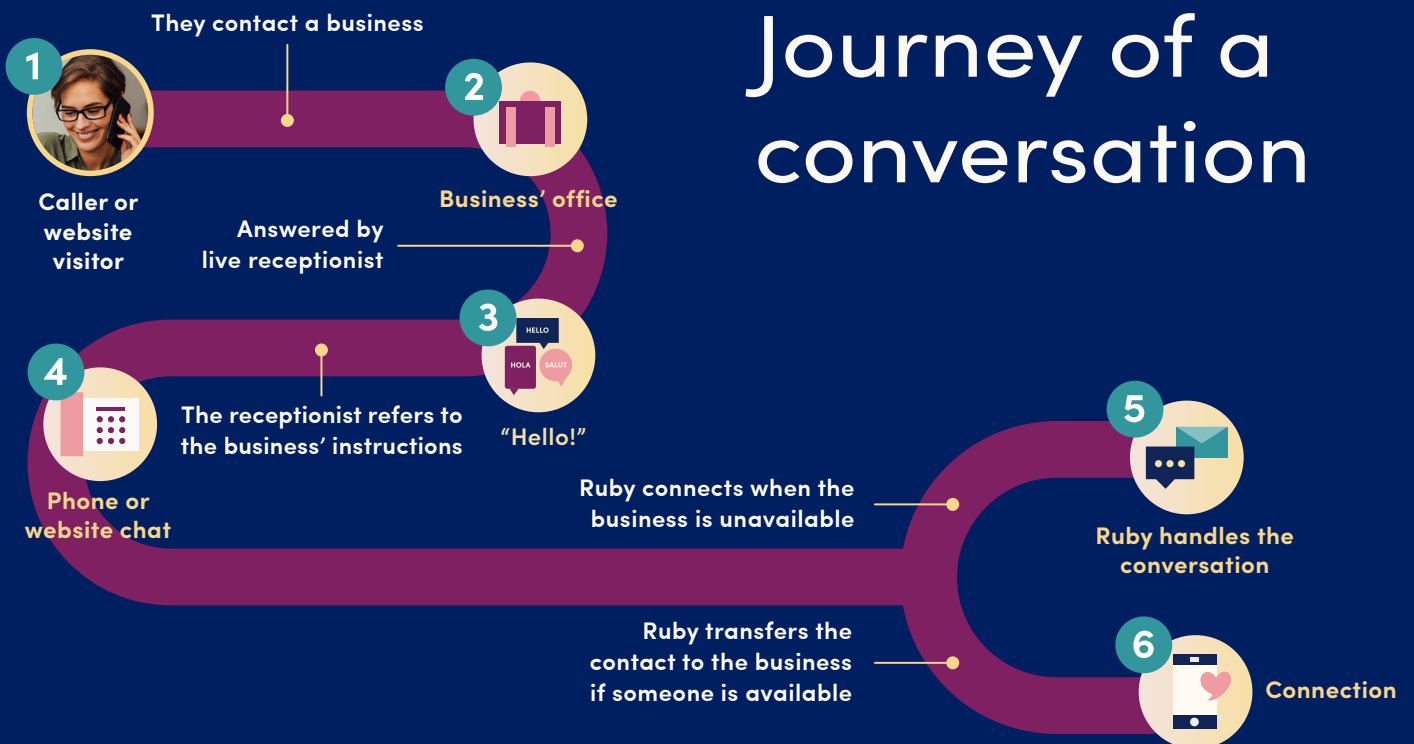 Journey of a
conversation
They contact a business
1
Caller or
website
visitor
2
Business’ office
Answered by
live receptionist
3
HELLO
HOLA
SALUT
“Hello!”
The receptionist refers to
the business’ instructions
4
Phone or
website chat
Ruby connects when the
business is unavailable
5
Ruby handles the
conversation
Ruby transfers the
contact to the business
if someone is available
6
Connection